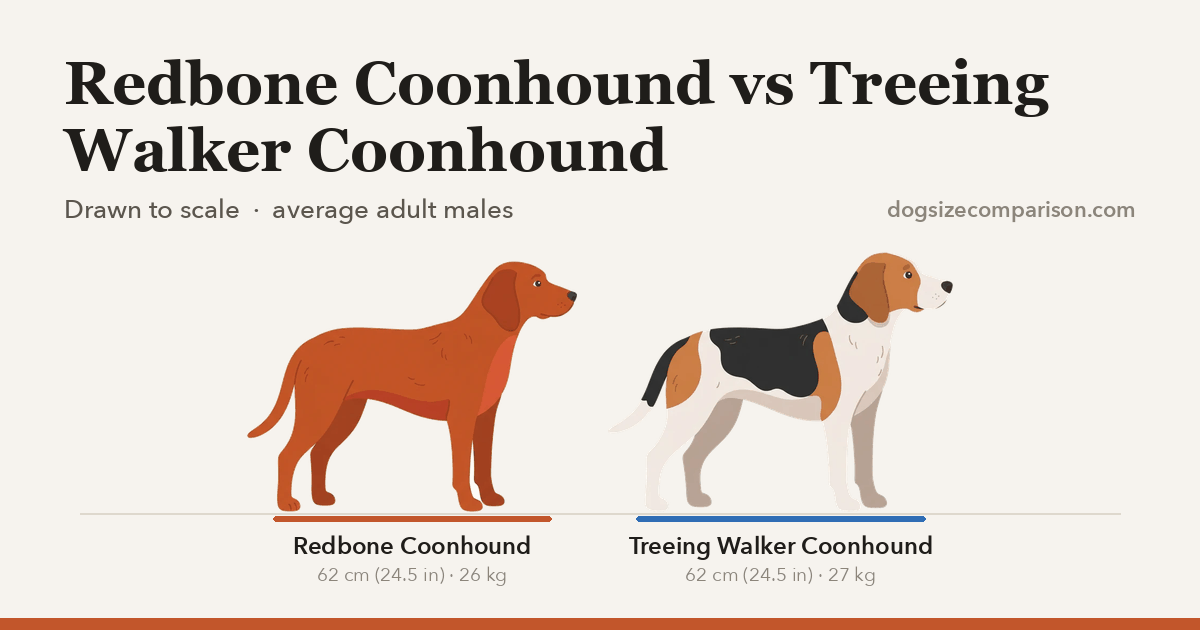 Redbone Coonhound vs Treeing
Walker Coonhound
Drawn to scale · average adult males
dogsizecomparison.com
Redbone Coonhound
62 cm (24.5 in) · 26 kg
Treeing Walker Coonhound
62 cm (24.5 in) · 27 kg